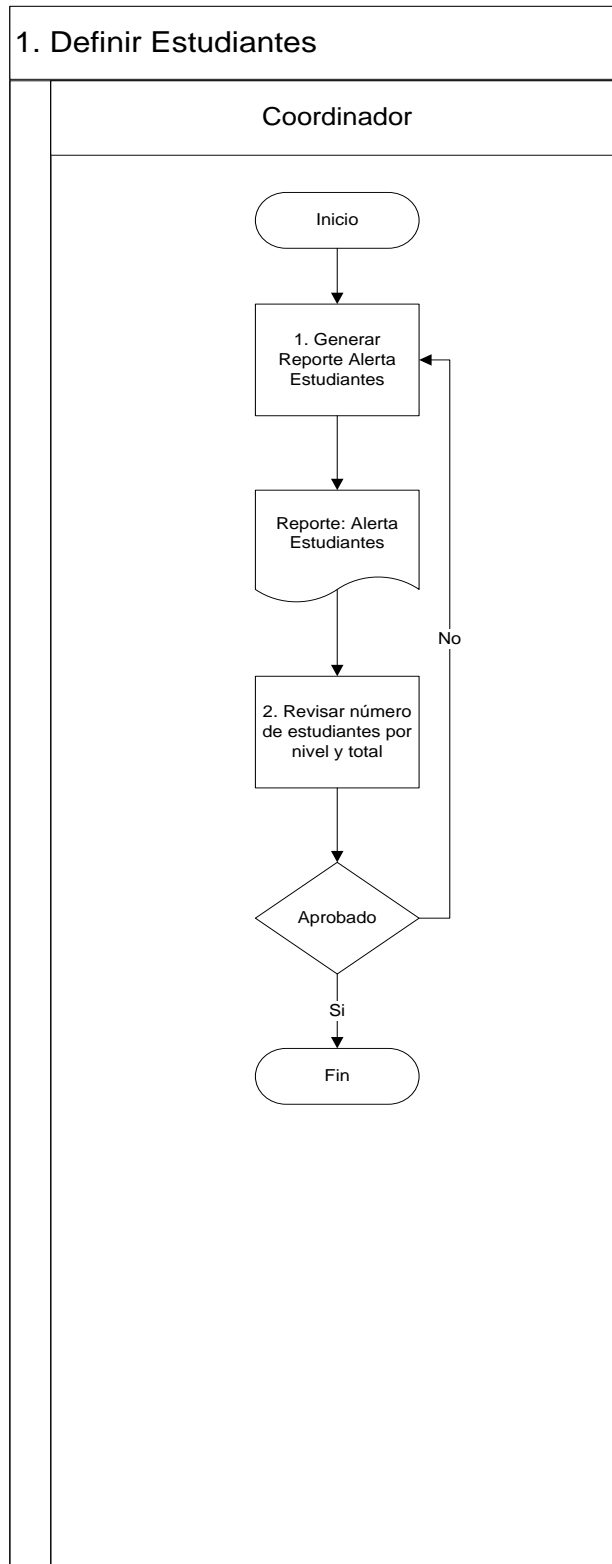 1. Definir Estudiantes
Coordinador
Inicio
1. Generar
Reporte Alerta
Estudiantes
Reporte: Alerta
Estudiantes
No
2. Revisar número
de estudiantes por
nivel y total
Aprobado
Si
Fin